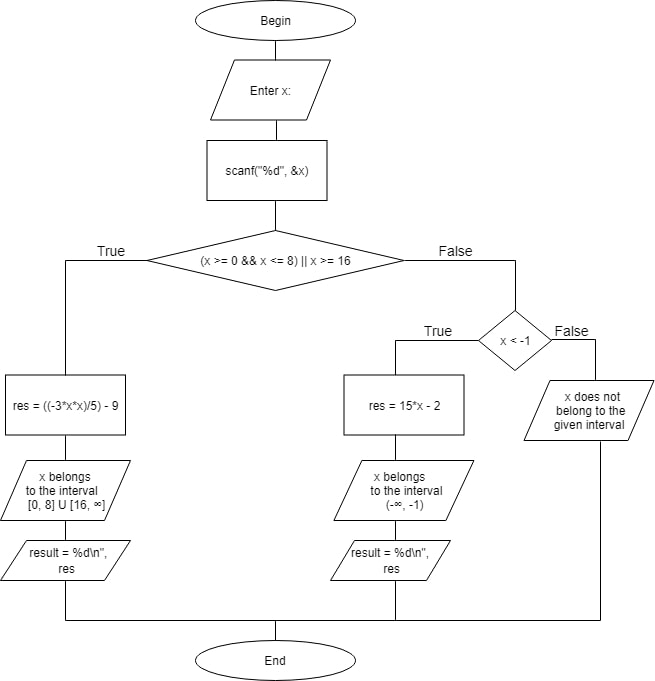 Begin
Enter x:
scanf("%d", &x)
(x >= 0 && x <= 8) || x >= 16
True
False
x < -1
True
False
res = ((-3*x*x)/5) - 9
res = 15*x - 2
x does not
belong to the
given interval
x belongs
to the interval
[0, 8] U [16, ∞]
x belongs
to the interval
(-∞, -1)
result = %d\n",
res
result = %d\n",
res
End